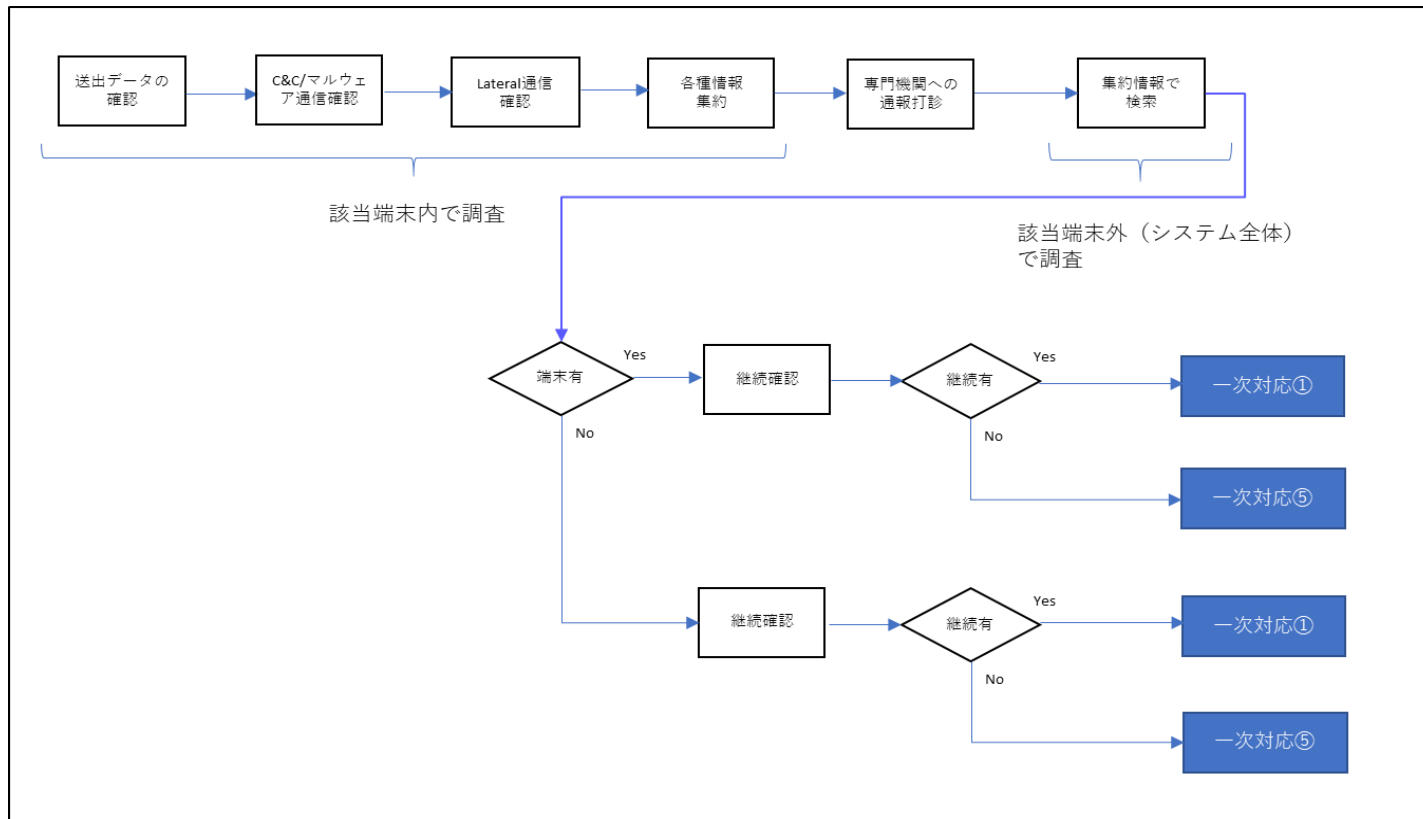 送出データの
確認
C&C/マルウェ
ア通信確認
Lateral通信
確認
各種情報
集約
専門機関への
通報打診
集約情報で
検索
該当端末内で調査
該当端末外（システム全体）
で調査
端末有
Yes
継続確認
継続有
Yes
一次対応①
No
No
一次対応⑤
継続確認
継続有
Yes
一次対応①
No
一次対応⑤